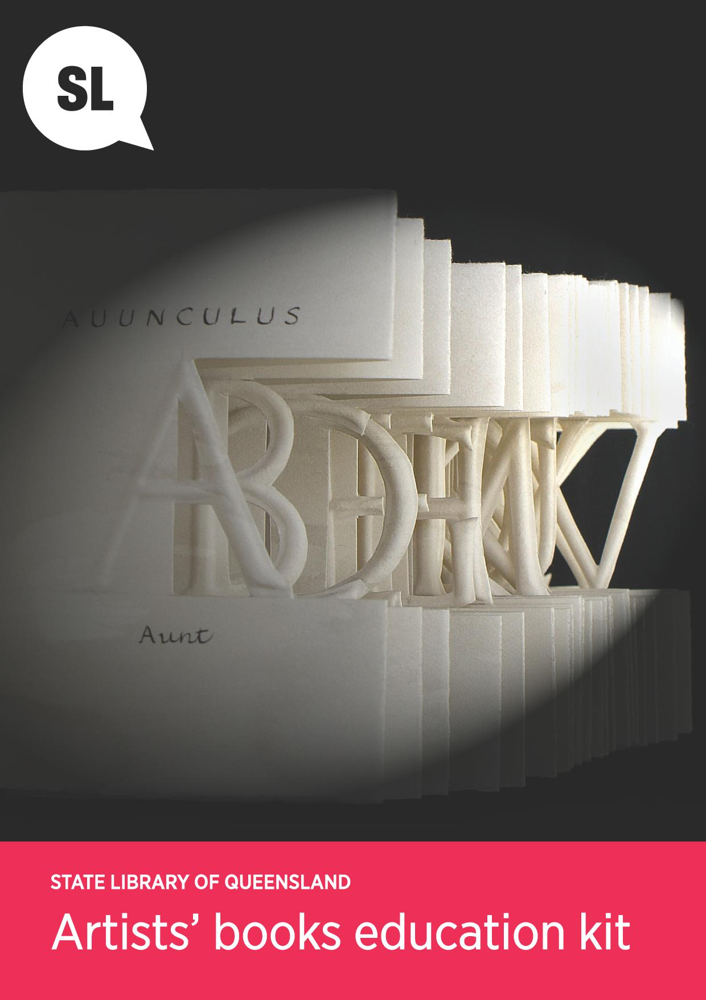 SL
AUUNCULUS
Aunt
STATE LIBRARY OF QUEENSLAND
Artists’ books education kit